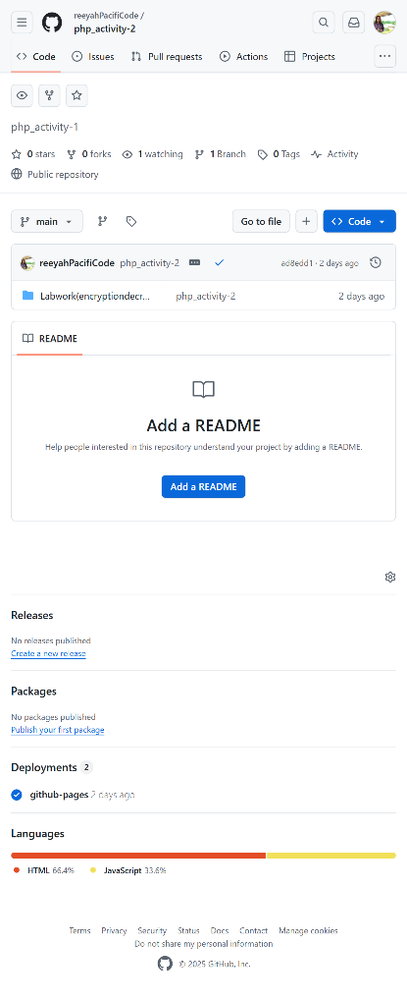 reeyahPacifiCode /
php_activity-2
Code
Issues
Pull requests
Actions
Projects
php_activity-1
0 stars
0 forks
1 watching
1 Branch
0 Tags
Activity
Public repository
main
Go to file
Code
reeyahPacifiCode php_activity-2
ad8edd1 · 2 days ago
Labwork(encryptiondecr... php_activity-2 2 days ago
README
Add a README
Help people interested in this repository understand your project by adding a README.
Add a README
Releases
No releases published
Create a new release
Packages
No packages published
Publish your first package
Deployments 2
github-pages 2 days ago
Languages
HTML 66.4% JavaScript 33.6%
Terms Privacy Security Status Docs Contact Manage cookies
Do not share my personal information
© 2025 GitHub, Inc.